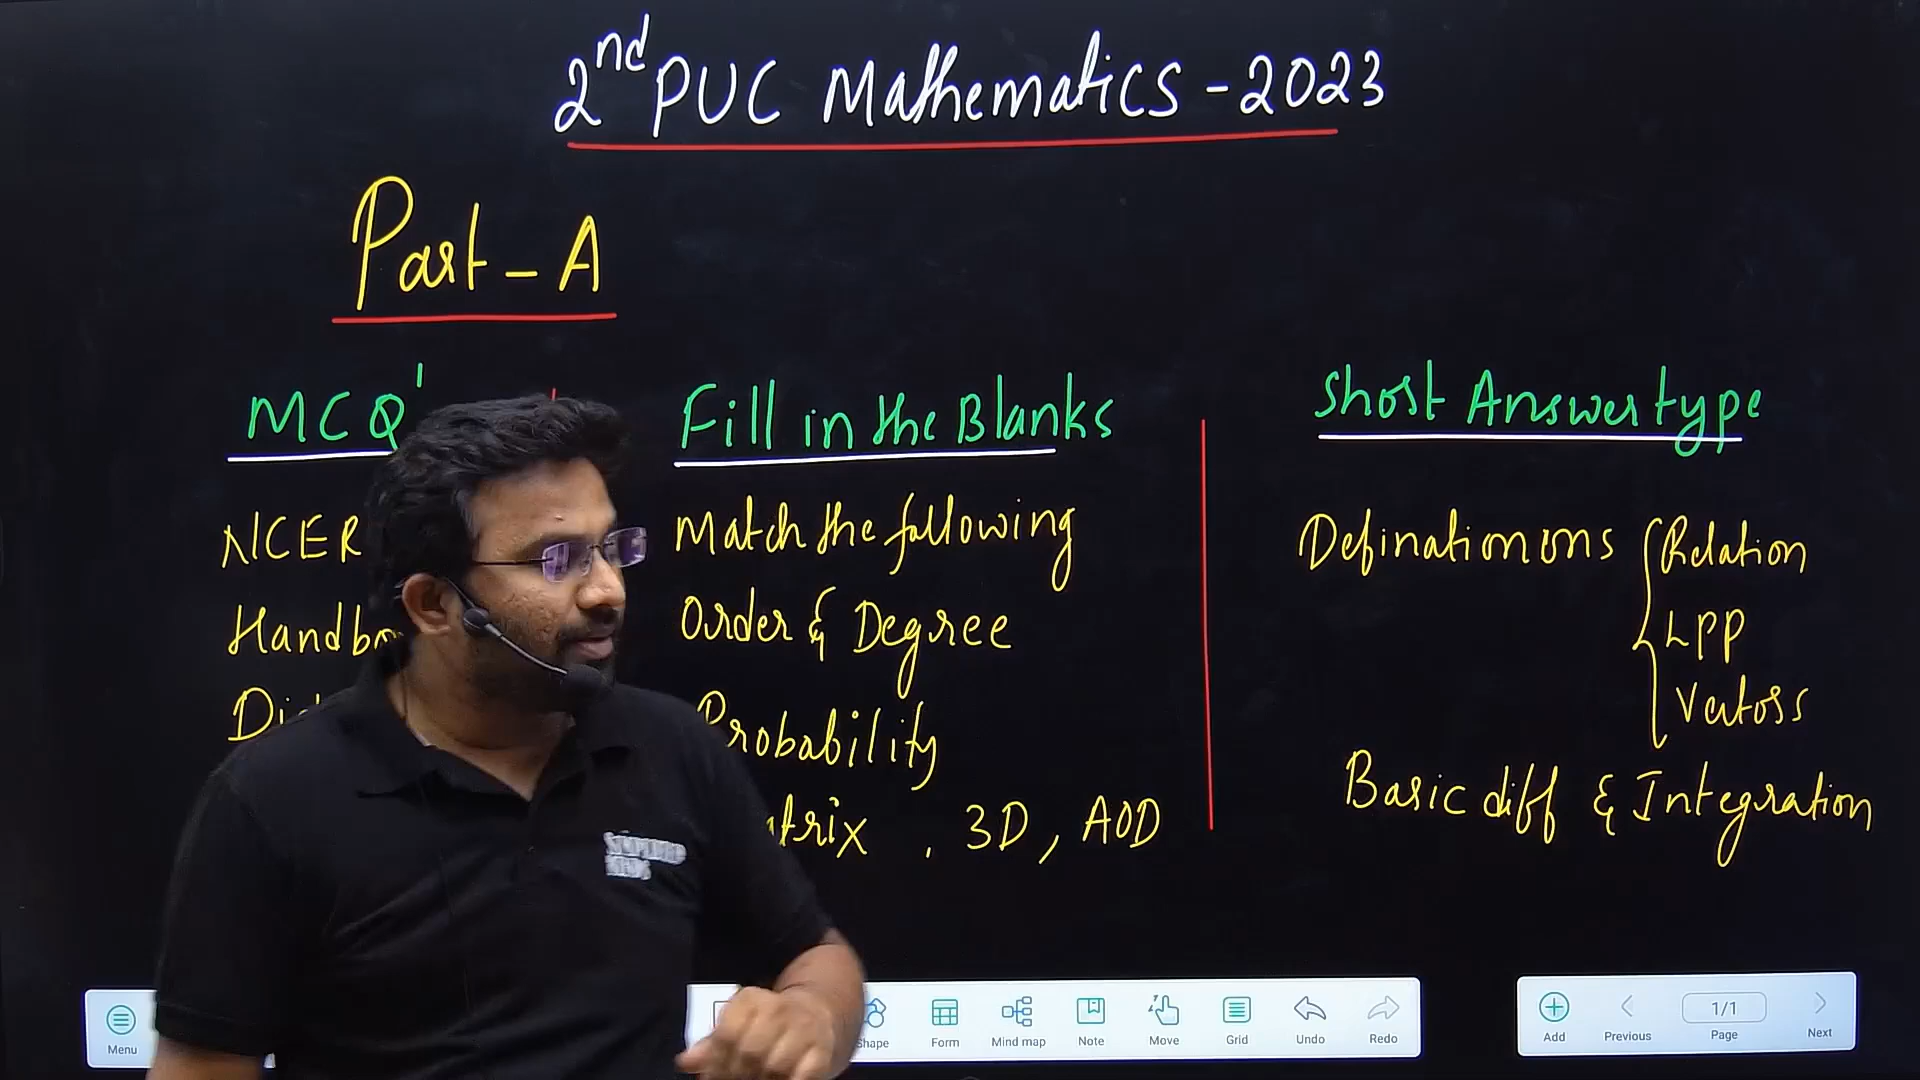 2nd PUC Mathematics - 2023
Part - A
MCQ'
Fill in the Blanks
Short Answer type
NCER
Match the following
Definationons
Relation
Handbo
Order & Degree
LPP
Probability
Vectors
trix , 3D, AOD
Basic diff & Integration
Menu
Shape
Form
Mind map
Note
Move
Grid
Undo
Redo
Add
Previous
1/1
Page
Next